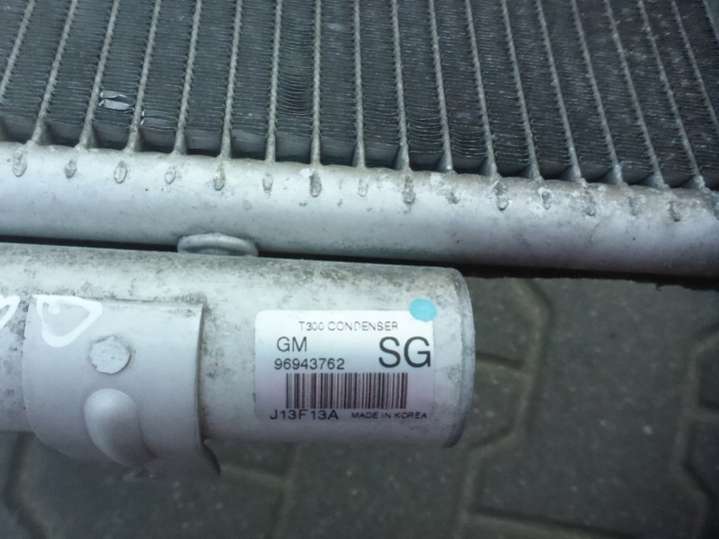 T300 CONDENSER
GM SG
96943762
J13F13A MADE IN KOREA